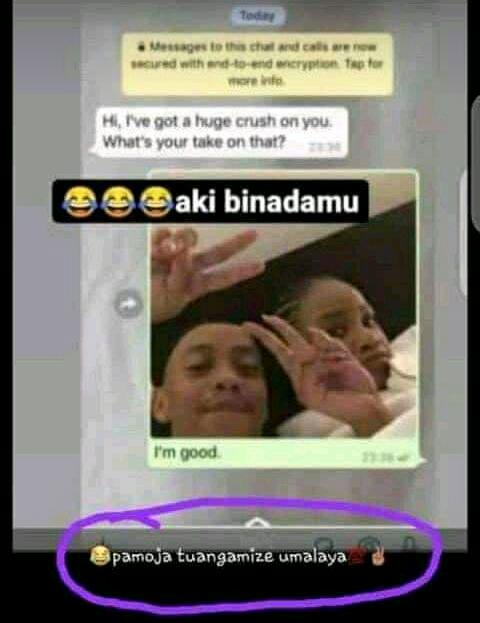 Today
🔒 Messages to this chat and calls are now
secured with end-to-end encryption. Tap for
more info.
Hi, I've got a huge crush on you.
What's your take on that? 23:36
😂😂😂aki binadamu
I'm good. 23:36
😂pamoja tuangamize umalaya💯✌